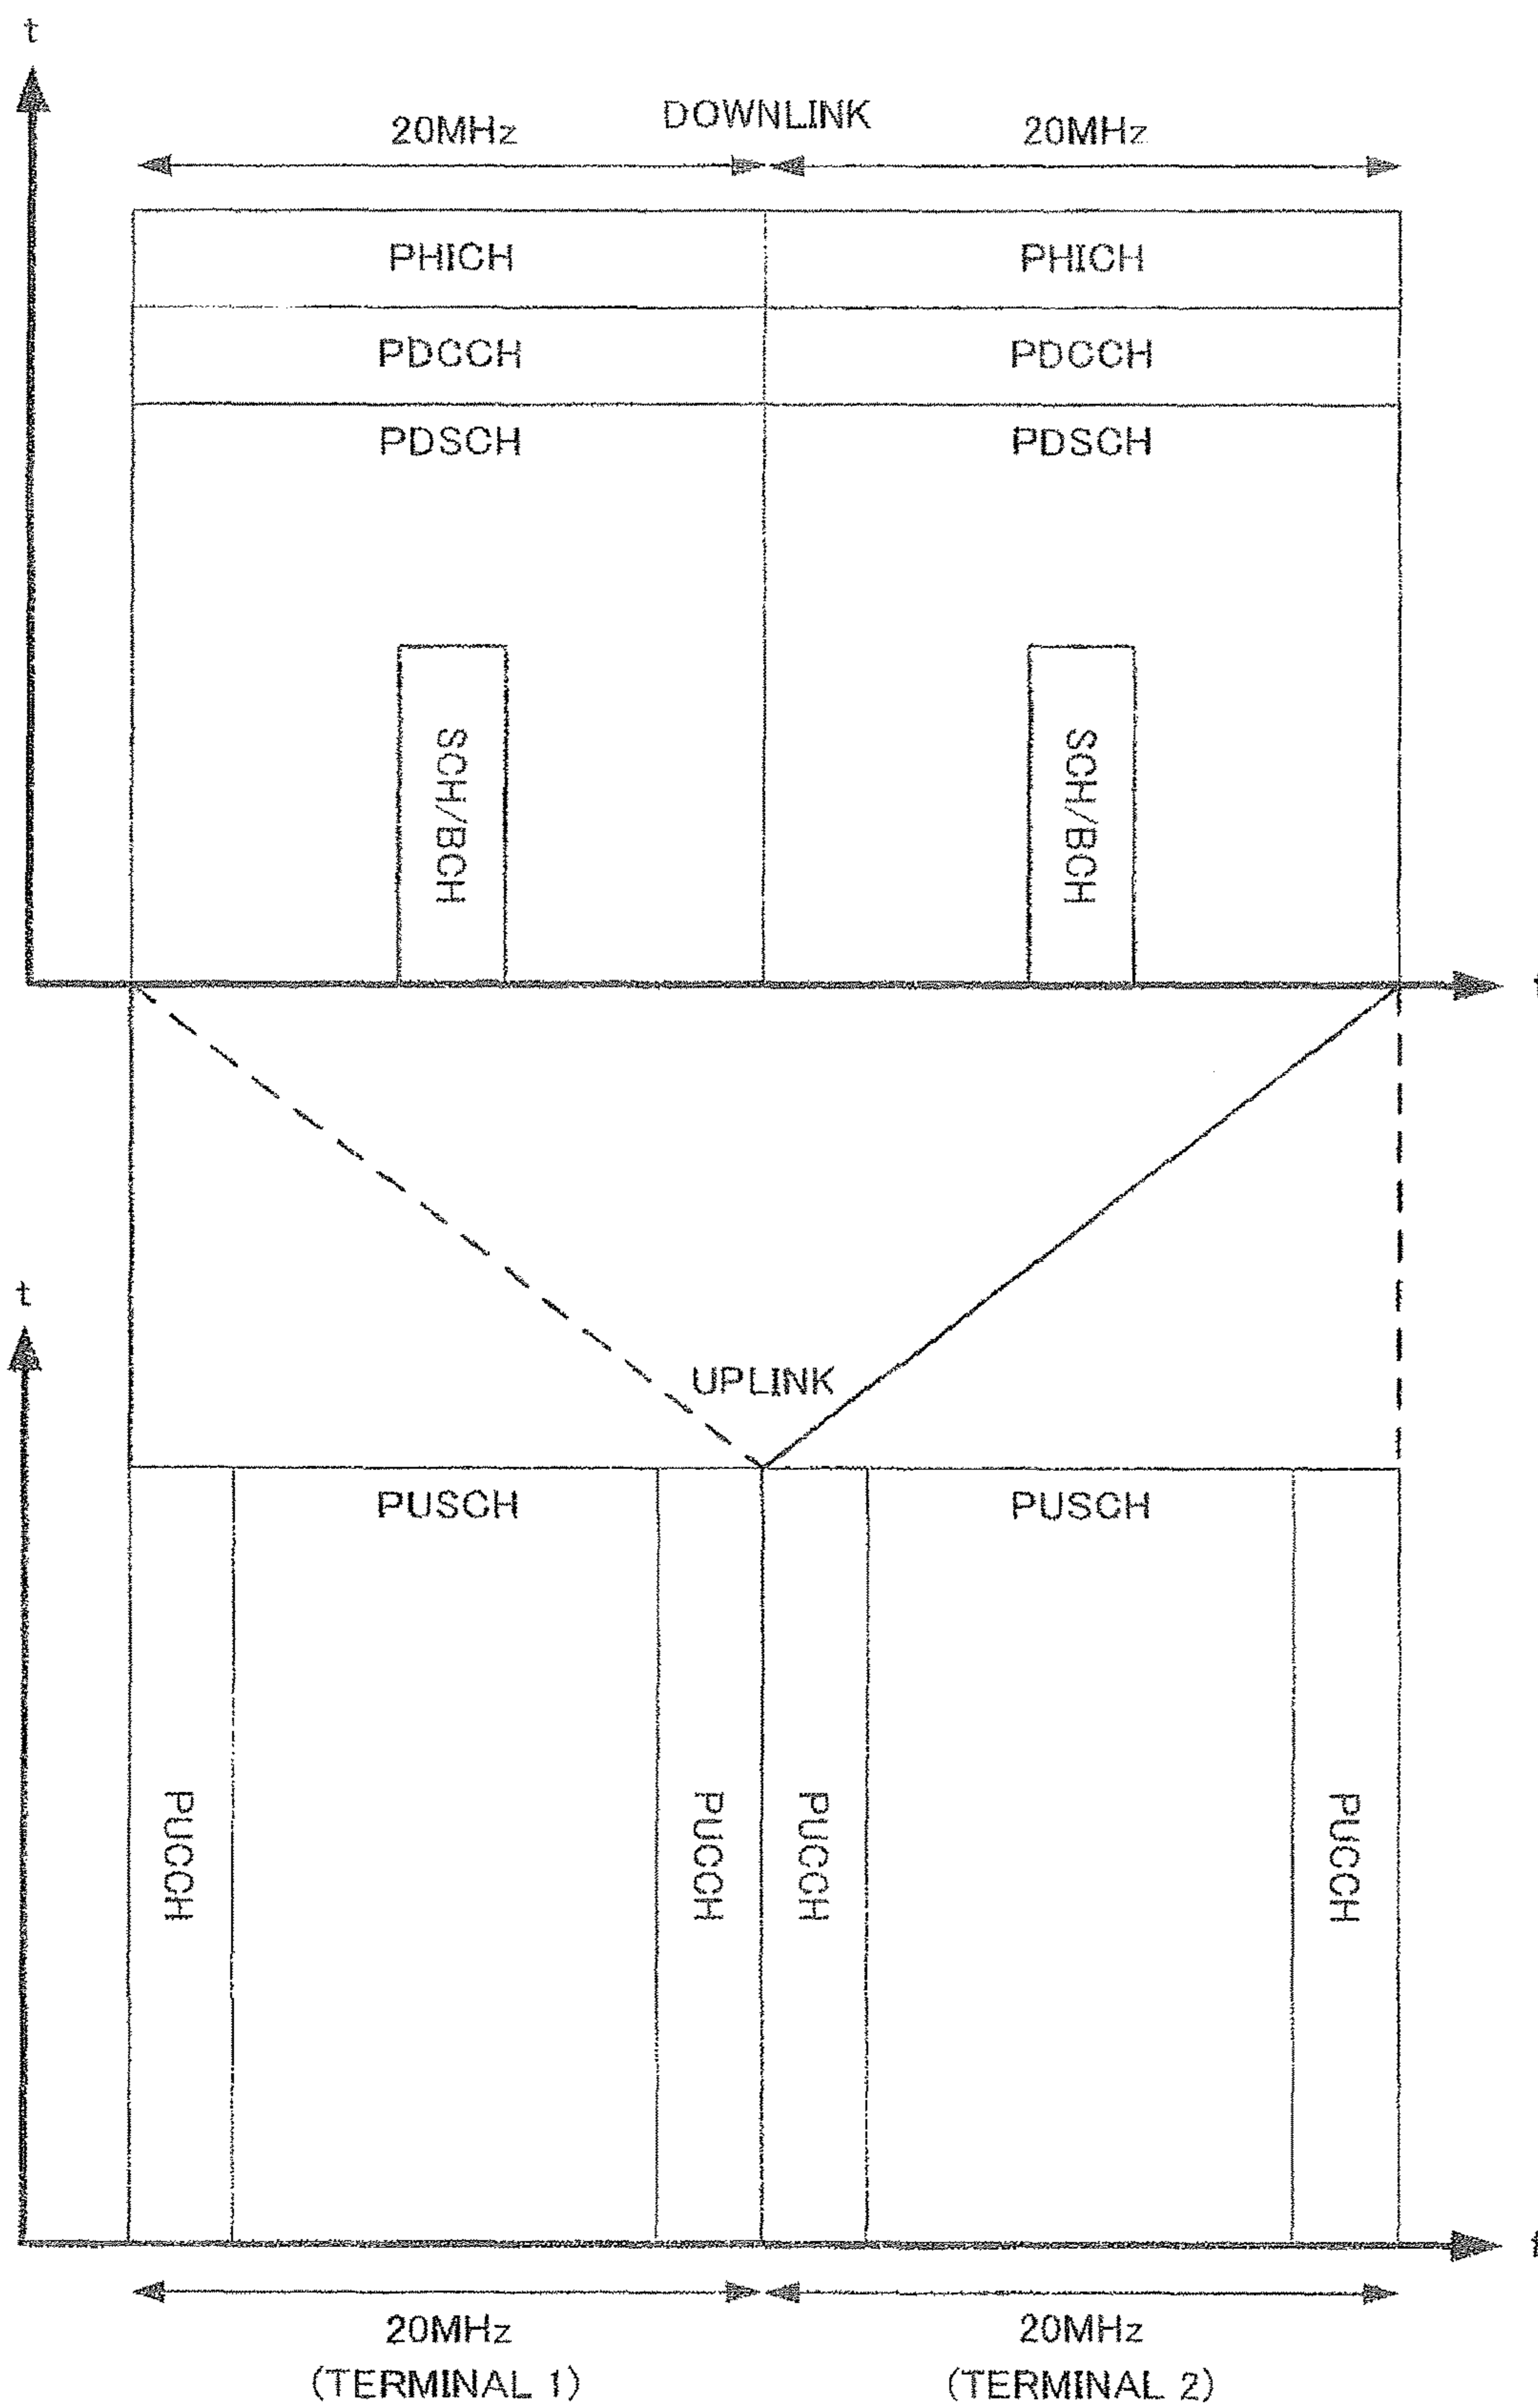 t
DOWNLINK
20MHz
20MHz
PHICH
PHICH
PDCCH
PDCCH
PDSCH
PDSCH
SCH/BCH
SCH/BCH
t
UPLINK
PUSCH
PUSCH
PUCCH
PUCCH
PUCCH
PUCCH
20MHz
20MHz
(TERMINAL 1)
(TERMINAL 2)